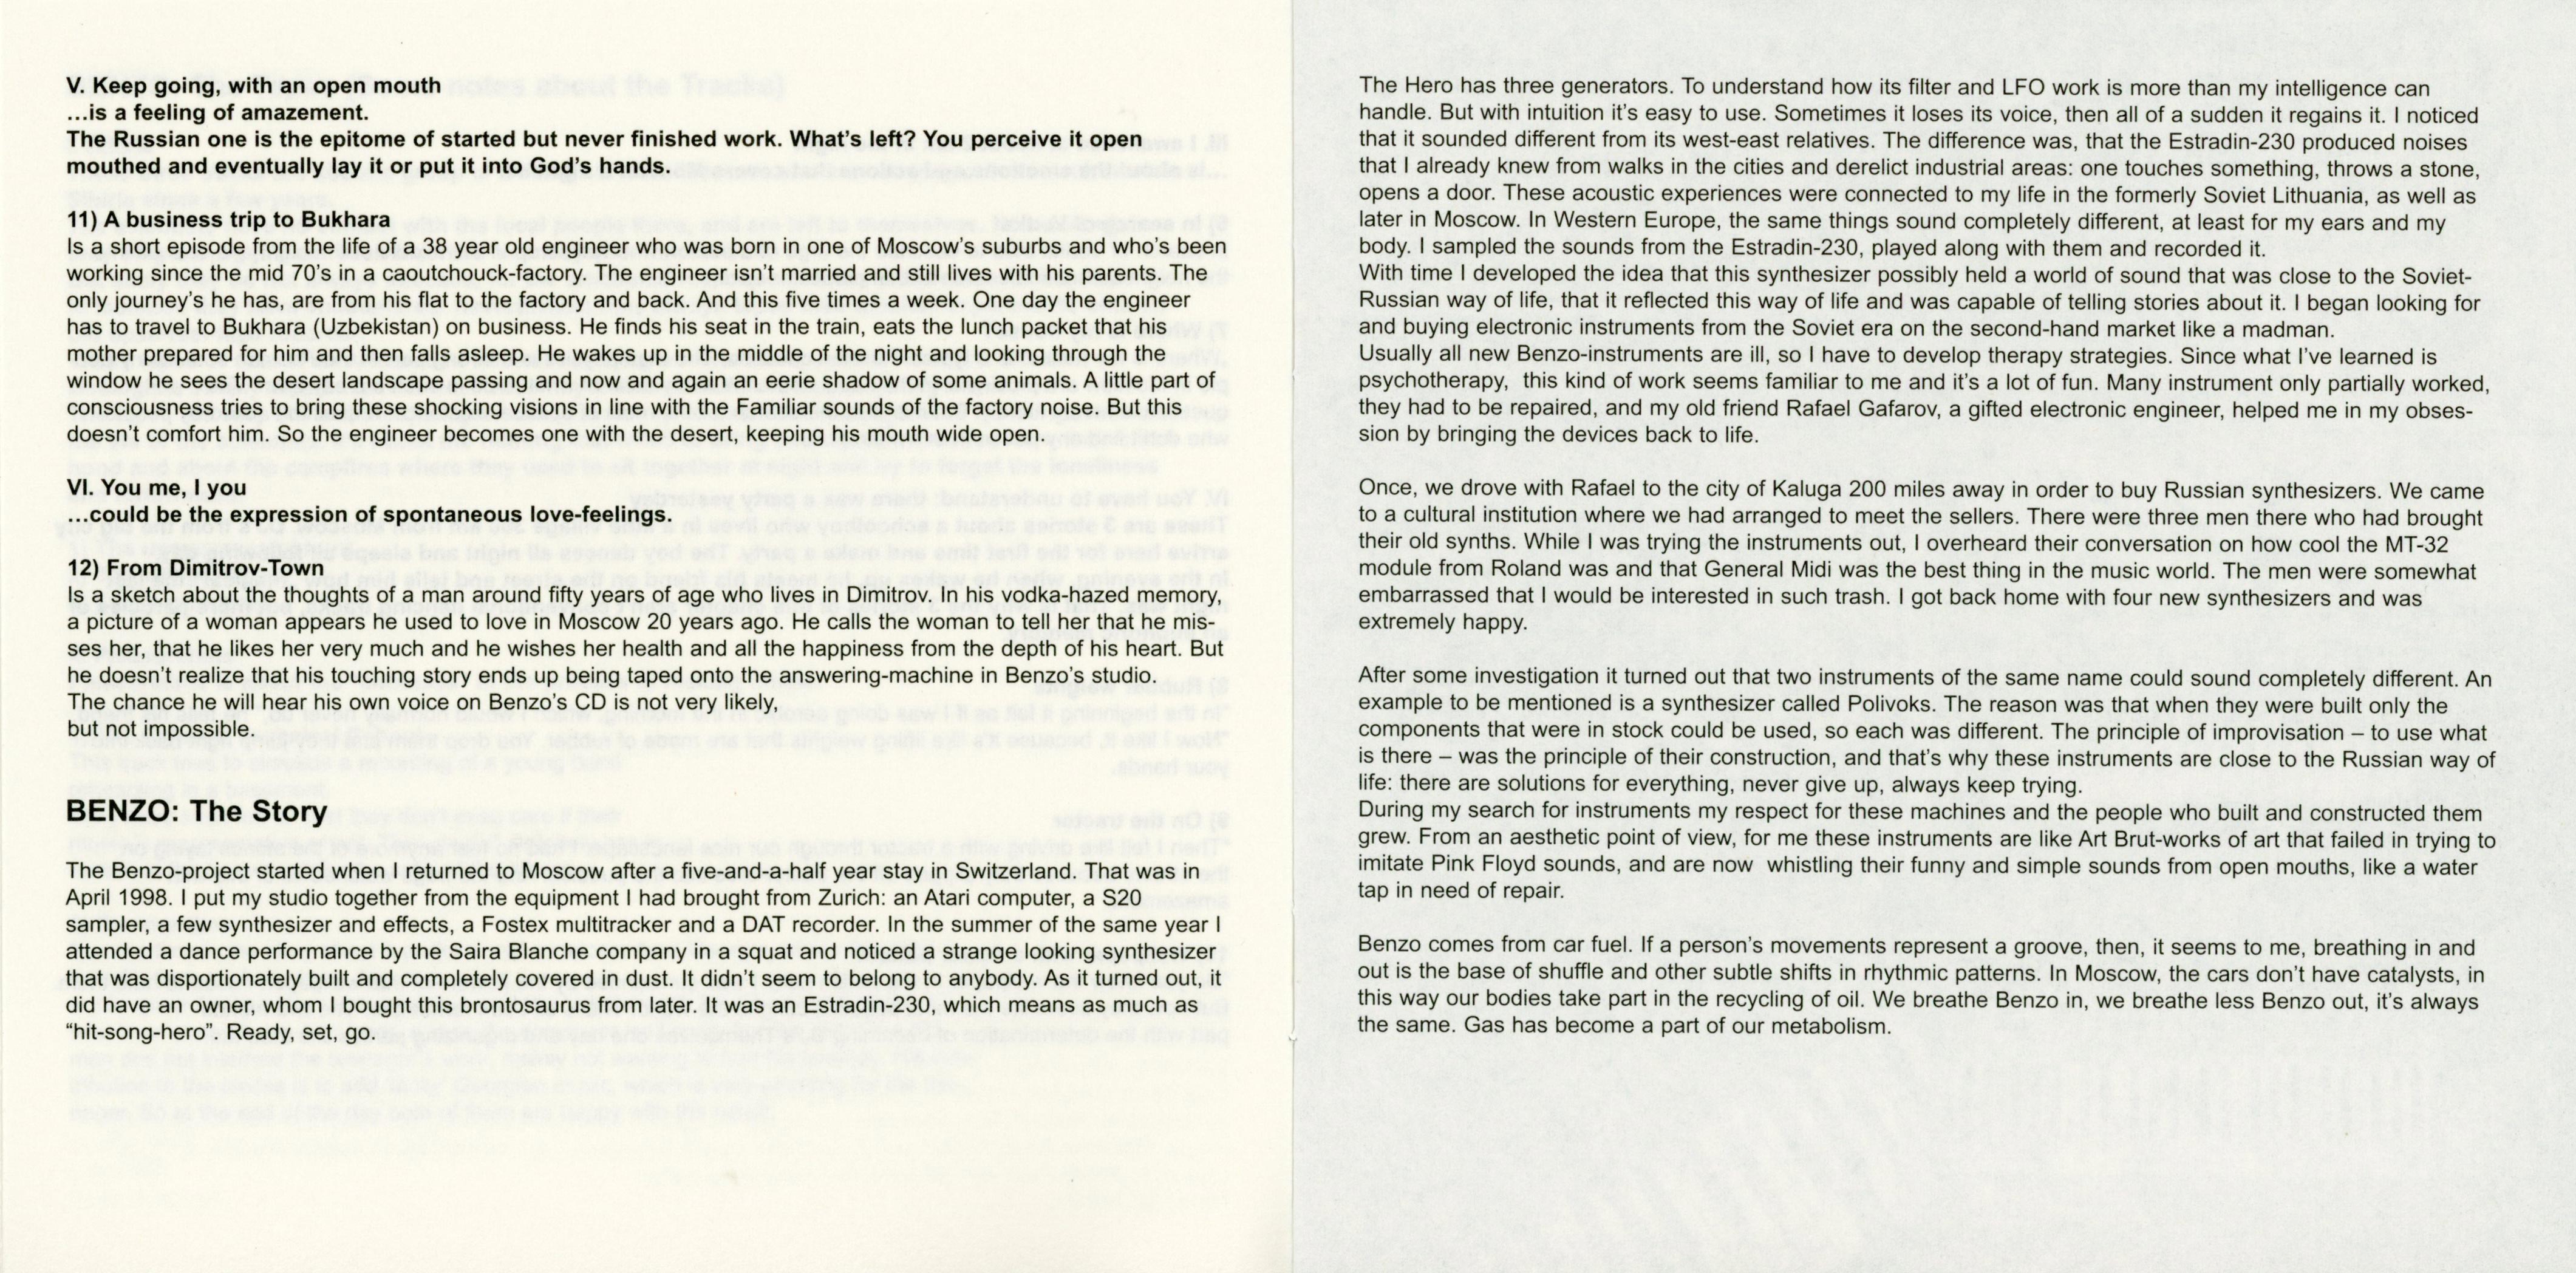 V. Keep going, with an open mouth
…is a feeling of amazement.
The Russian one is the epitome of started but never finished work. What's left? You perceive it open
mouthed and eventually lay it or put it into God's hands.
11) A business trip to Bukhara
Is a short episode from the life of a 38 year old engineer who was born in one of Moscow's suburbs and who's been
working since the mid 70's in a caoutchouck-factory. The engineer isn't married and still lives with his parents. The
only journey's he has, are from his flat to the factory and back. And this five times a week. One day the engineer
has to travel to Bukhara (Uzbekistan) on business. He finds his seat in the train, eats the lunch packet that his
mother prepared for him and then falls asleep. He wakes up in the middle of the night and looking through the
window he sees the desert landscape passing and now and again an eerie shadow of some animals. A little part of
consciousness tries to bring these shocking visions in line with the Familiar sounds of the factory noise. But this
doesn't comfort him. So the engineer becomes one with the desert, keeping his mouth wide open.
VI. You me, I you
…could be the expression of spontaneous love-feelings.
12) From Dimitrov-Town
Is a sketch about the thoughts of a man around fifty years of age who lives in Dimitrov. In his vodka-hazed memory,
a picture of a woman appears he used to love in Moscow 20 years ago. He calls the woman to tell her that he mis-
ses her, that he likes her very much and he wishes her health and all the happiness from the depth of his heart. But
he doesn't realize that his touching story ends up being taped onto the answering-machine in Benzo's studio.
The chance he will hear his own voice on Benzo's CD is not very likely,
but not impossible.
BENZO: The Story
The Benzo-project started when I returned to Moscow after a five-and-a-half year stay in Switzerland. That was in
April 1998. I put my studio together from the equipment I had brought from Zurich: an Atari computer, a S20
sampler, a few synthesizer and effects, a Fostex multitracker and a DAT recorder. In the summer of the same year I
attended a dance performance by the Saira Blanche company in a squat and noticed a strange looking synthesizer
that was disportionately built and completely covered in dust. It didn't seem to belong to anybody. As it turned out, it
did have an owner, whom I bought this brontosaurus from later. It was an Estradin-230, which means as much as
“hit-song-hero”. Ready, set, go.
The Hero has three generators. To understand how its filter and LFO work is more than my intelligence can
handle. But with intuition it's easy to use. Sometimes it loses its voice, then all of a sudden it regains it. I noticed
that it sounded different from its west-east relatives. The difference was, that the Estradin-230 produced noises
that I already knew from walks in the cities and derelict industrial areas: one touches something, throws a stone,
opens a door. These acoustic experiences were connected to my life in the formerly Soviet Lithuania, as well as
later in Moscow. In Western Europe, the same things sound completely different, at least for my ears and my
body. I sampled the sounds from the Estradin-230, played along with them and recorded it.
With time I developed the idea that this synthesizer possibly held a world of sound that was close to the Soviet-
Russian way of life, that it reflected this way of life and was capable of telling stories about it. I began looking for
and buying electronic instruments from the Soviet era on the second-hand market like a madman.
Usually all new Benzo-instruments are ill, so I have to develop therapy strategies. Since what I've learned is
psychotherapy,  this kind of work seems familiar to me and it's a lot of fun. Many instrument only partially worked,
they had to be repaired, and my old friend Rafael Gafarov, a gifted electronic engineer, helped me in my obses-
sion by bringing the devices back to life.
Once, we drove with Rafael to the city of Kaluga 200 miles away in order to buy Russian synthesizers. We came
to a cultural institution where we had arranged to meet the sellers. There were three men there who had brought
their old synths. While I was trying the instruments out, I overheard their conversation on how cool the MT-32
module from Roland was and that General Midi was the best thing in the music world. The men were somewhat
embarrassed that I would be interested in such trash. I got back home with four new synthesizers and was
extremely happy.
After some investigation it turned out that two instruments of the same name could sound completely different. An
example to be mentioned is a synthesizer called Polivoks. The reason was that when they were built only the
components that were in stock could be used, so each was different. The principle of improvisation – to use what
is there – was the principle of their construction, and that's why these instruments are close to the Russian way of
life: there are solutions for everything, never give up, always keep trying.
During my search for instruments my respect for these machines and the people who built and constructed them
grew. From an aesthetic point of view, for me these instruments are like Art Brut-works of art that failed in trying to
imitate Pink Floyd sounds, and are now  whistling their funny and simple sounds from open mouths, like a water
tap in need of repair.
Benzo comes from car fuel. If a person's movements represent a groove, then, it seems to me, breathing in and
out is the base of shuffle and other subtle shifts in rhythmic patterns. In Moscow, the cars don't have catalysts, in
this way our bodies take part in the recycling of oil. We breathe Benzo in, we breathe less Benzo out, it's always
the same. Gas has become a part of our metabolism.